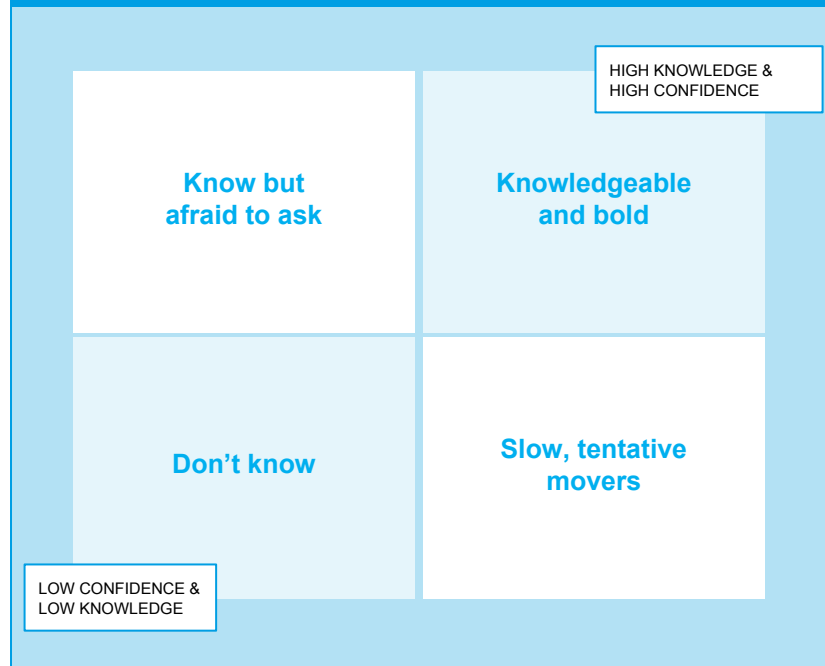 HIGH KNOWLEDGE &
HIGH CONFIDENCE
Know but
afraid to ask
Knowledgeable
and bold
Don’t know
Slow, tentative
movers
LOW CONFIDENCE &
LOW KNOWLEDGE